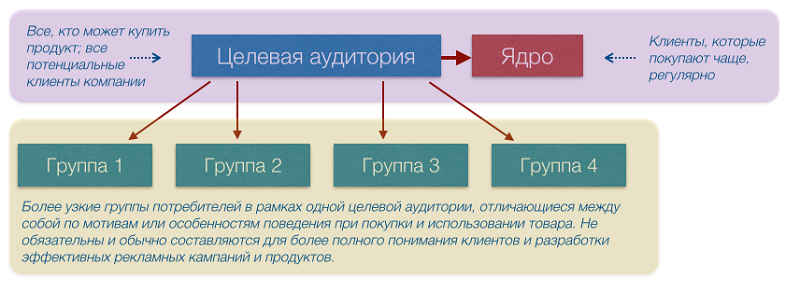 Все, кто может купить
продукт; все
потенциальные
клиенты компании
Целевая аудитория
Ядро
Клиенты, которые
покупают чаще,
регулярно
Группа 1
Группа 2
Группа 3
Группа 4
Более узкие группы потребителей в рамках одной целевой аудитории, отличающиеся между
собой по мотивам или особенностям поведения при покупки и использовании товара. Не
обязательны и обычно составляются для более полного понимания клиентов и разработки
эффективных рекламных кампаний и продуктов.